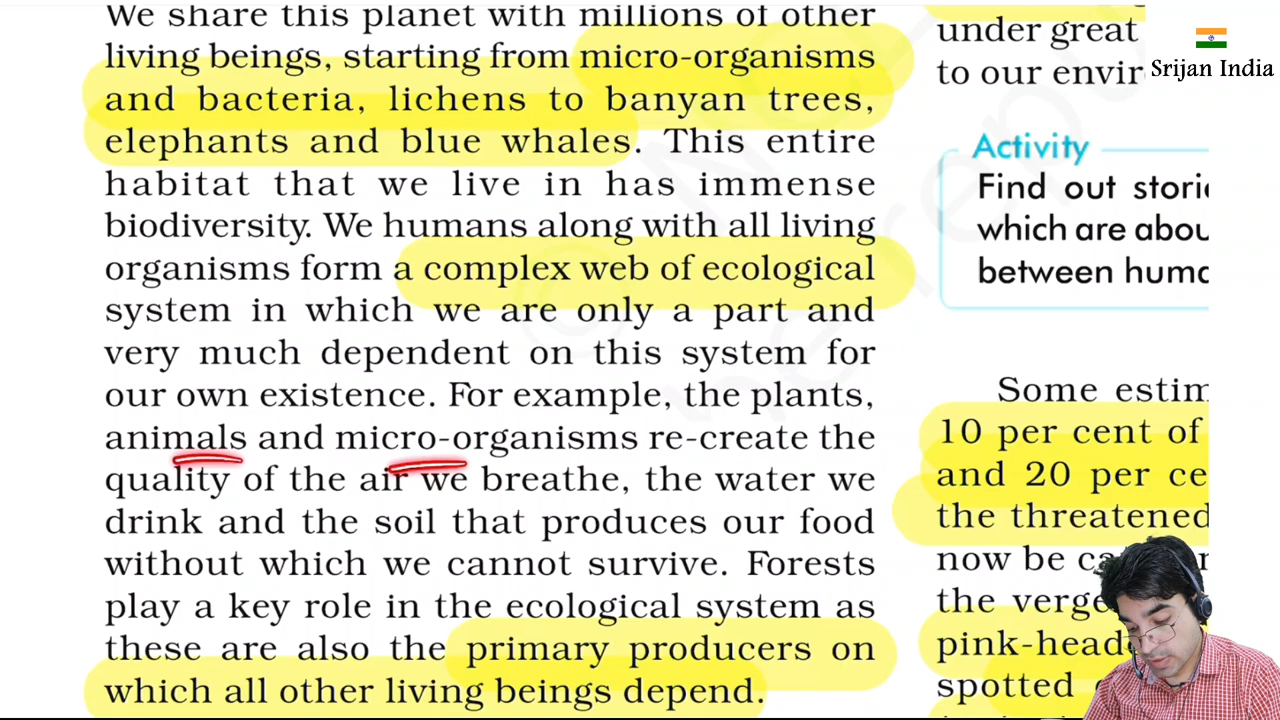 We share this planet with millions of other
living beings, starting from micro-organisms
and bacteria, lichens to banyan trees,
elephants and blue whales. This entire
habitat that we live in has immense
biodiversity. We humans along with all living
organisms form a complex web of ecological
system in which we are only a part and
very much dependent on this system for
our own existence. For example, the plants,
animals and micro-organisms re-create the
quality of the air we breathe, the water we
drink and the soil that produces our food
without which we cannot survive. Forests
play a key role in the ecological system as
these are also the primary producers on
which all other living beings depend.
under great
to our envir
Srijan India
Activity
Find out stori
which are abou
between huma
Some estim
10 per cent of
and 20 per ce
the threatened
now be ca
the verge
pink-head
spotted